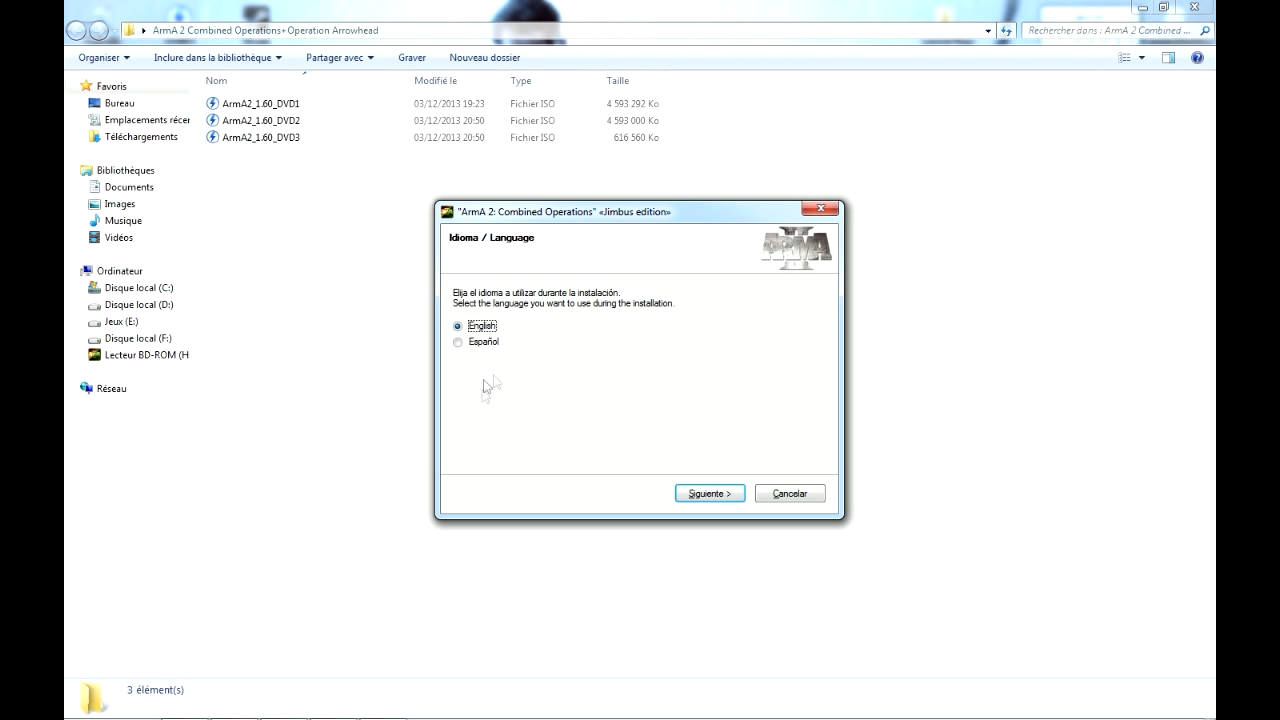 ArmA 2 Combined Operations+Operation Arrowhead
Rechercher dans : ArmA 2 Combined ...
Organiser Inclure dans la bibliothèque Partager avec Graver Nouveau dossier
Nom Modifié le Type Taille
Favoris
Bureau
Emplacements récer
Téléchargements
Bibliothèques
Documents
Images
Musique
Vidéos
Ordinateur
Disque local (C:)
Disque local (D:)
Jeux (E:)
Disque local (F:)
Lecteur BD-ROM (H
Réseau
ArmA2_1.60_DVD1 03/12/2013 19:23 Fichier ISO 4 593 292 Ko
ArmA2_1.60_DVD2 03/12/2013 20:50 Fichier ISO 4 593 000 Ko
ArmA2_1.60_DVD3 03/12/2013 20:50 Fichier ISO 616 560 Ko
"ArmA 2: Combined Operations" «Jimbus edition»
Idioma / Language
ARMA II
Elija el idioma a utilizar durante la instalación.
Select the language you want to use during the installation.
English
Español
Siguiente > Cancelar
3 élément(s)